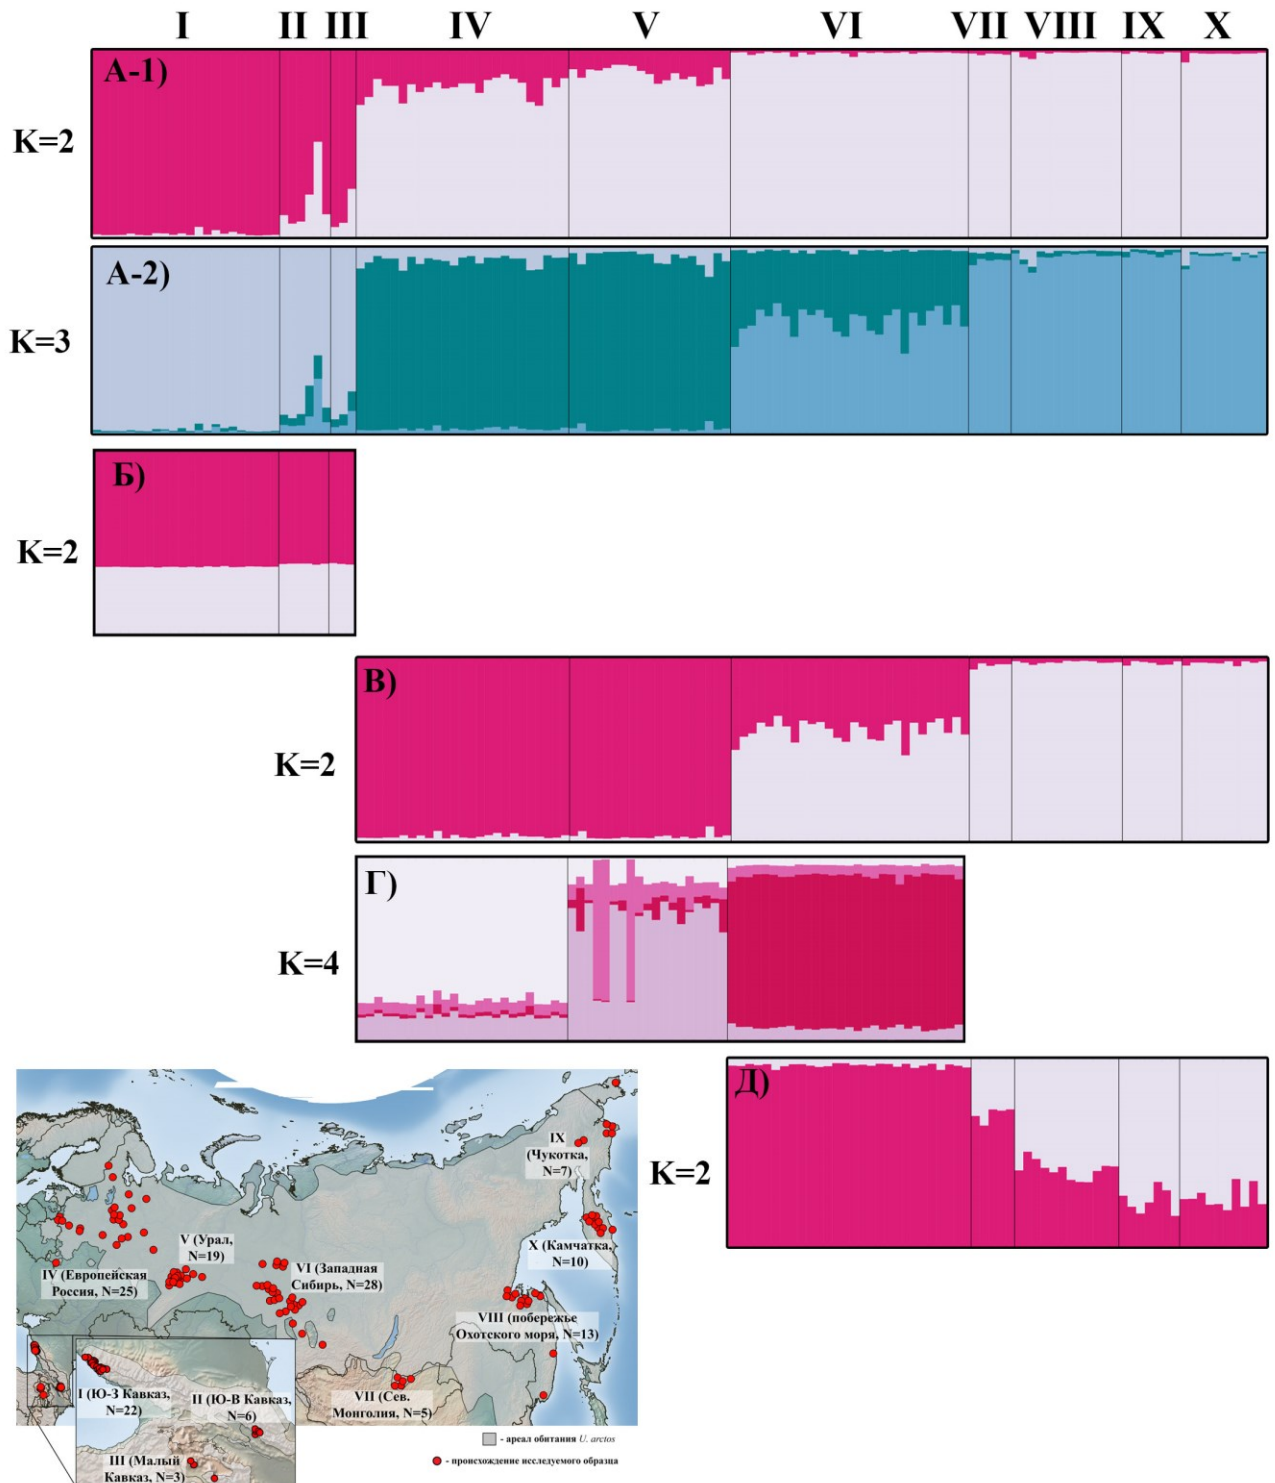 I II III IV V VI VII VIII IX X
А-1)
K=2
А-2)
K=3
Б)
K=2
В)
K=2
Г)
K=4
Д)
K=2
IX
(Чукотка,
N=7)
V (Урал,
N=19)
X (Камчатка,
N=10)
IV (Европейская
Россия, N=25)
VI (Западная
Сибирь, N=28)
VIII (побережье
Охотского моря, N=13)
I (Ю-З Кавказ,
N=22)
II (Ю-В Кавказ,
N=6)
VII (Сев.
Монголия, N=5)
III (Малый
Кавказ, N=3)
- ареал обитания U. arctos
- происхождение исследуемого образца